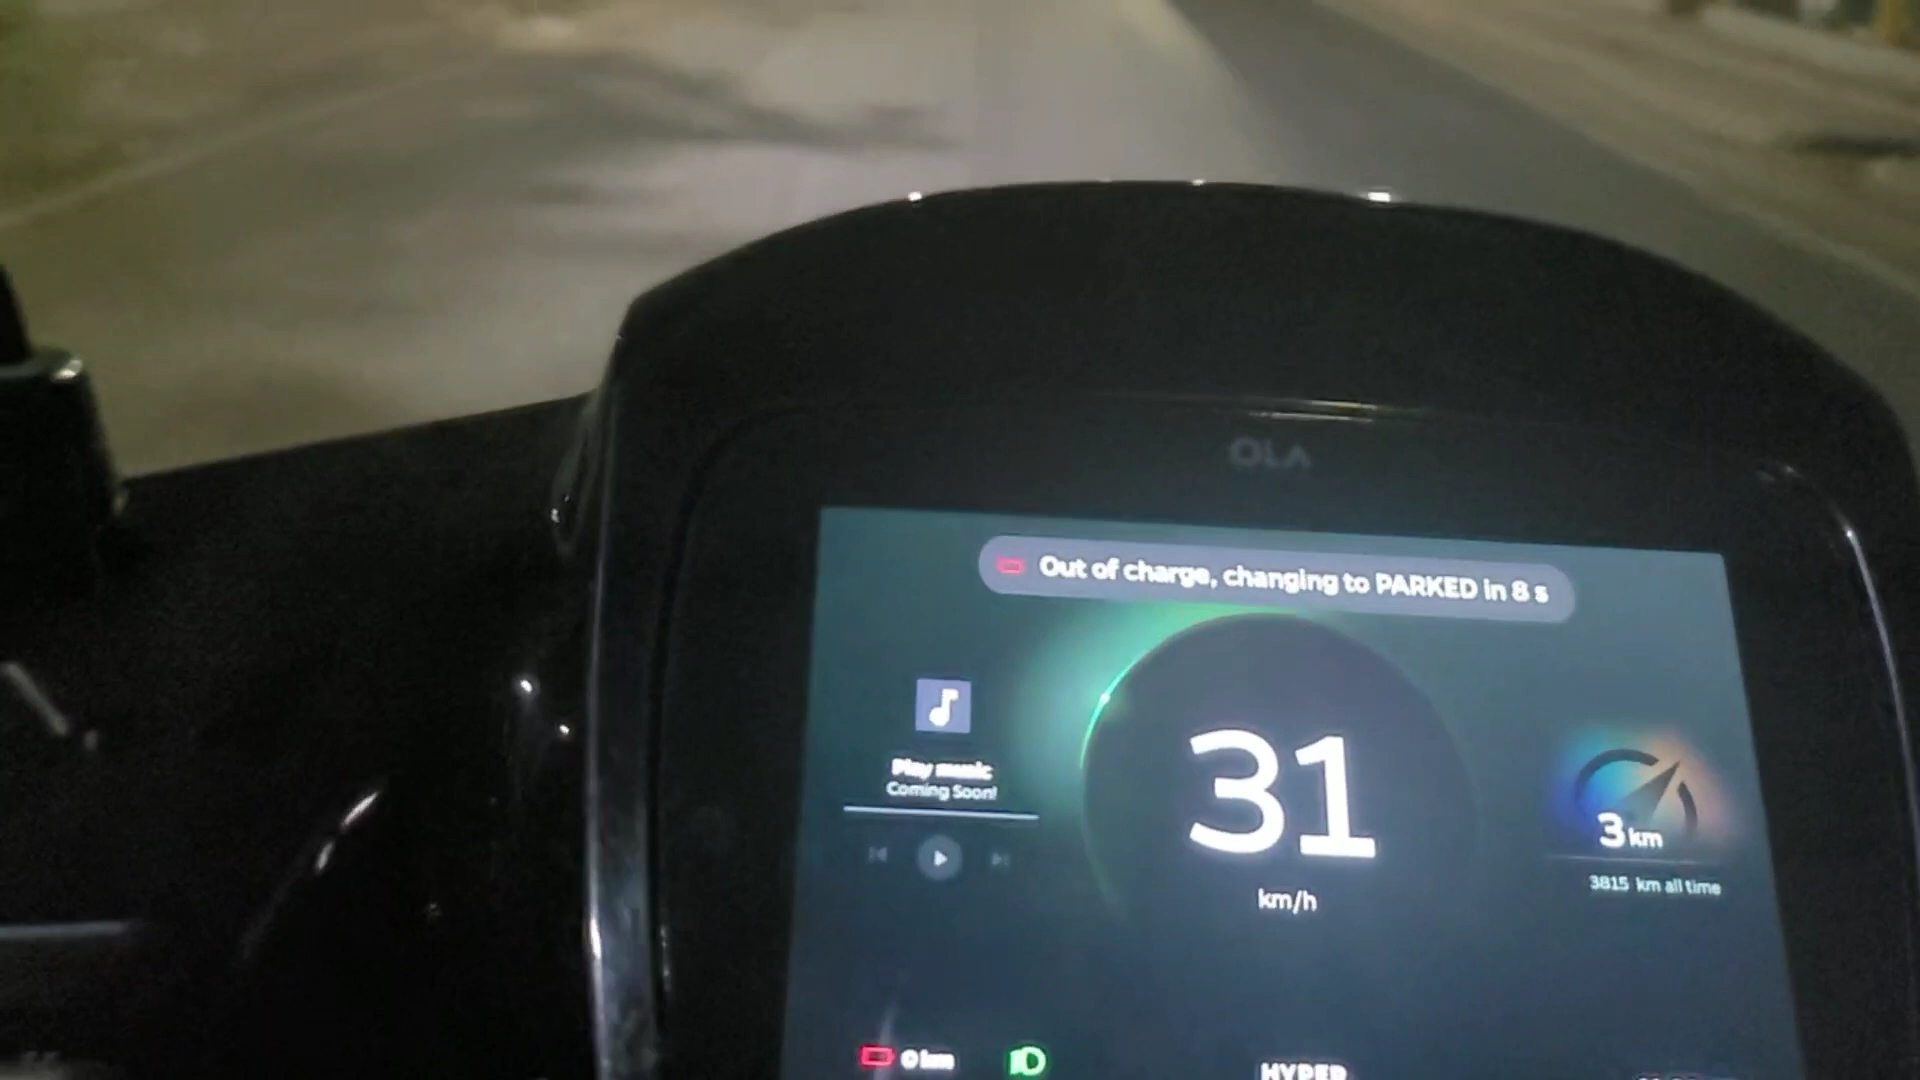 OLA
Out of charge, changing to PARKED in 8 s
Play music
Coming Soon!
31
km/h
3 km
3815 km all time
0 km
HYPER